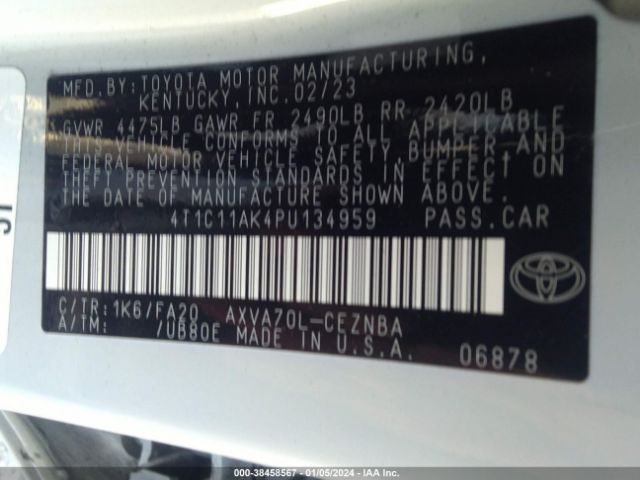 MFD. BY: TOYOTA MOTOR MANUFACTURING,
KENTUCKY, INC. 02/23
GVWR 4475LB GAWR FR 2490LB RR 2420LB
THIS VEHICLE CONFORMS TO ALL APPLICABLE
FEDERAL MOTOR VEHICLE SAFETY, BUMPER, AND
THEFT PREVENTION STANDARDS IN EFFECT ON
THE DATE OF MANUFACTURE SHOWN ABOVE.
4T1C11AK4PU134959 PASS.CAR
C/TR: 1K6/FA20 AXVA70L-CEZNBA
A/TM: /UB80E MADE IN U.S.A. 06878
000-38458567 - 01/05/2024 - IAA Inc.